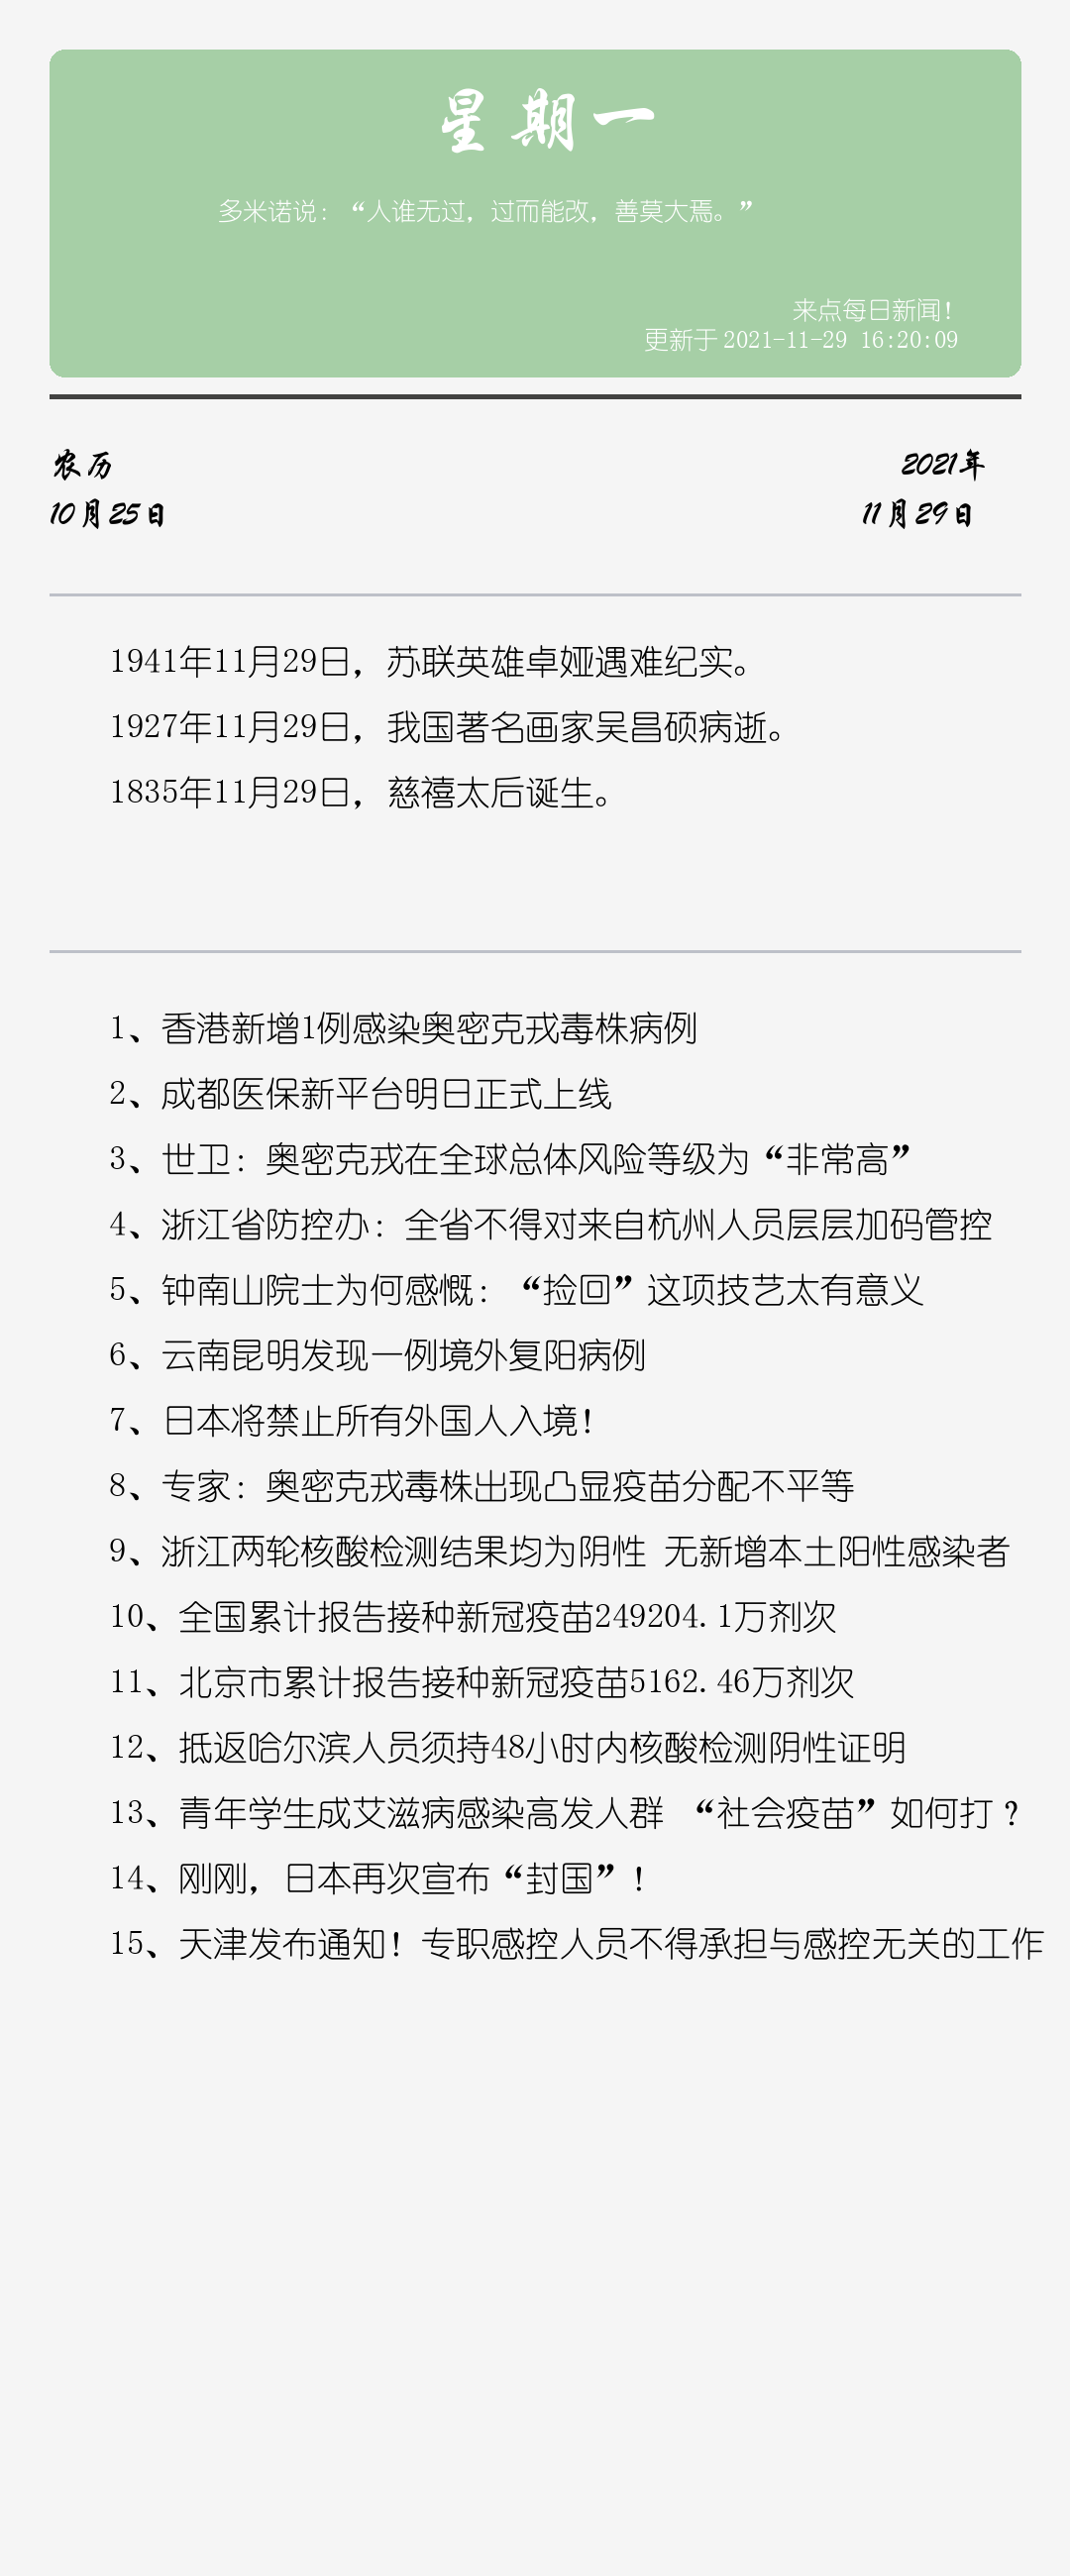 星期一
多米诺说：“人谁无过，过而能改，善莫大焉。”
来点每日新闻！
更新于2021-11-29 16:20:09
农历
2021年
10月25日
11月29日
1941年11月29日，苏联英雄卓娅遇难纪实。
1927年11月29日，我国著名画家吴昌硕病逝。
1835年11月29日，慈禧太后诞生。
1、香港新增1例感染奥密克戎毒株病例
2、成都医保新平台明日正式上线
3、世卫：奥密克戎在全球总体风险等级为“非常高”
4、浙江省防控办：全省不得对来自杭州人员层层加码管控
5、钟南山院士为何感慨：“捡回”这项技艺太有意义
6、云南昆明发现一例境外复阳病例
7、日本将禁止所有外国人入境！
8、专家：奥密克戎毒株出现凸显疫苗分配不平等
9、浙江两轮核酸检测结果均为阴性 无新增本土阳性感染者
10、全国累计报告接种新冠疫苗249204.1万剂次
11、北京市累计报告接种新冠疫苗5162.46万剂次
12、抵返哈尔滨人员须持48小时内核酸检测阴性证明
13、青年学生成艾滋病感染高发人群 “社会疫苗”如何打？
14、刚刚，日本再次宣布“封国”！
15、天津发布通知！专职感控人员不得承担与感控无关的工作